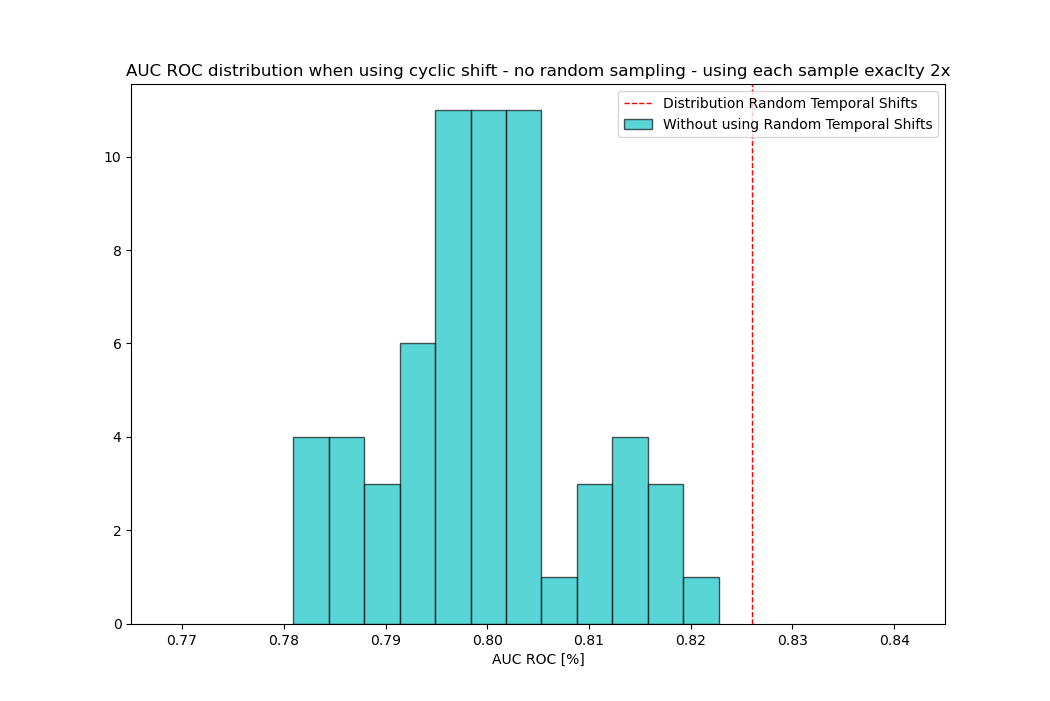 AUC ROC distribution when using cyclic shift - no random sampling - using each sample exaclty 2x
Distribution Random Temporal Shifts
Without using Random Temporal Shifts
10
8
6
4
2
0
0.77 0.78 0.79 0.80 0.81 0.82 0.83 0.84
AUC ROC [%]